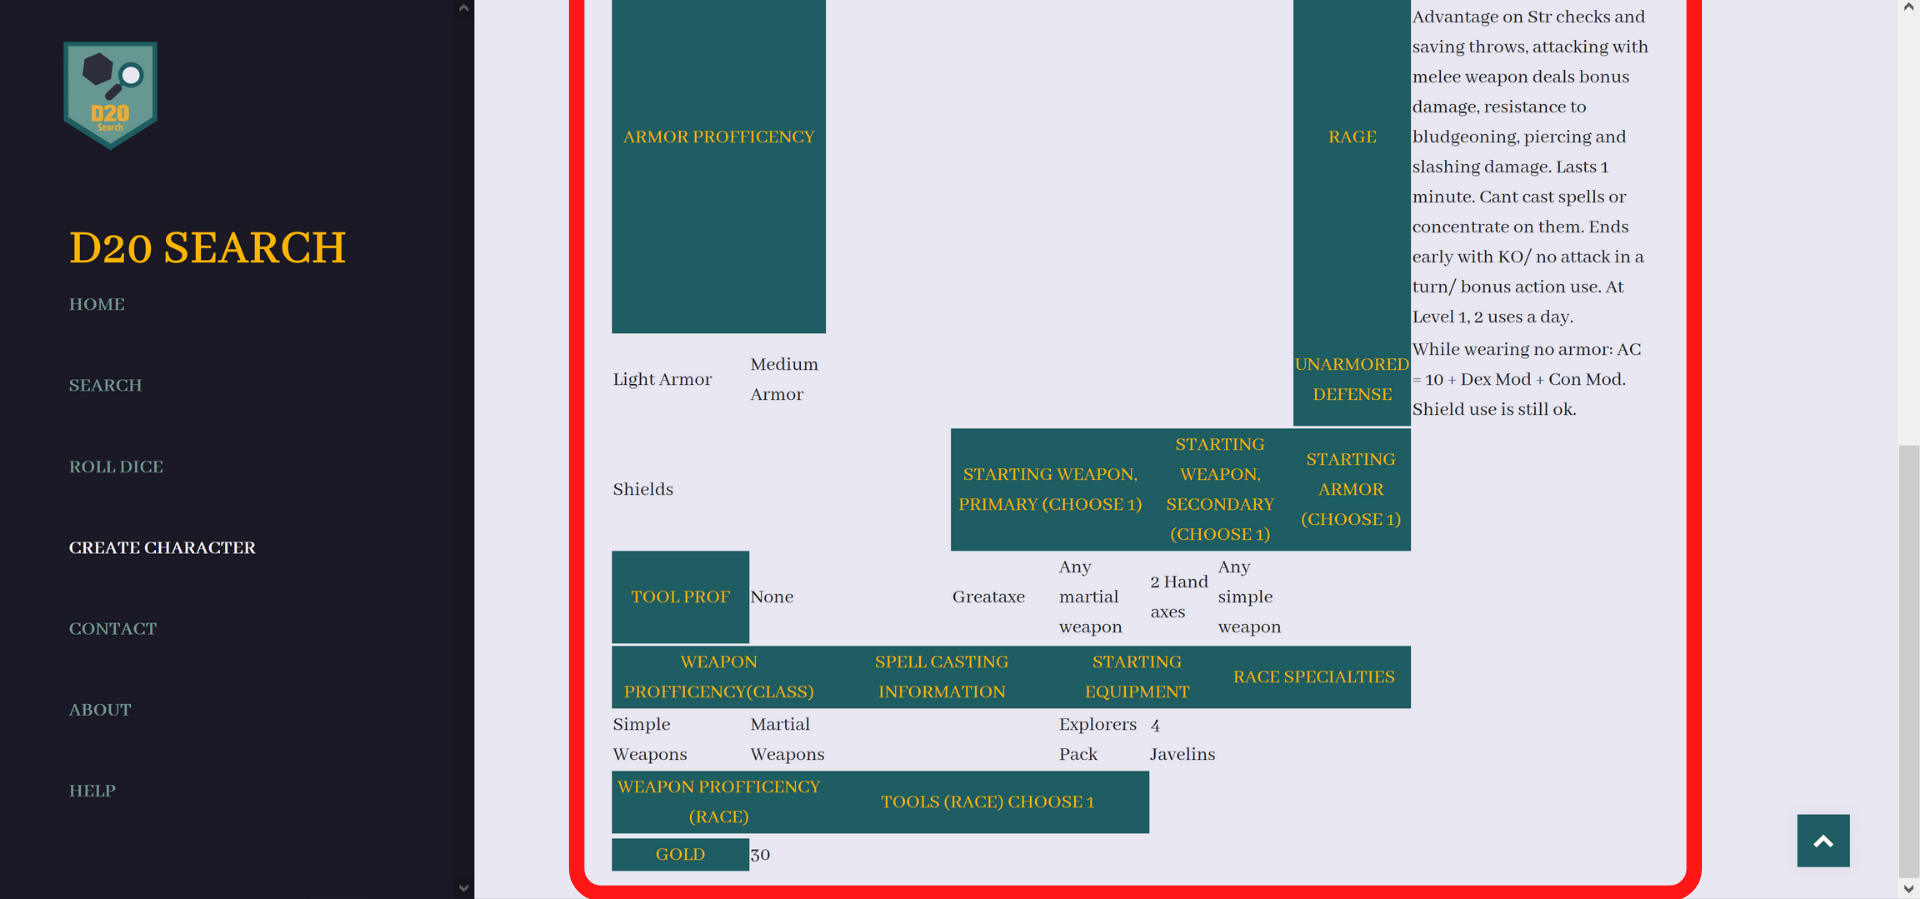 D20
Search
D20 SEARCH
HOME
SEARCH
ROLL DICE
CREATE CHARACTER
CONTACT
ABOUT
HELP
ARMOR PROFFICENCY
RAGE
Advantage on Str checks and
saving throws, attacking with
melee weapon deals bonus
damage, resistance to
bludgeoning, piercing and
slashing damage. Lasts 1
minute. Cant cast spells or
concentrate on them. Ends
early with KO/ no attack in a
turn/ bonus action use. At
Level 1, 2 uses a day.
Light Armor
Medium
Armor
UNARMORED
DEFENSE
While wearing no armor: AC
= 10 + Dex Mod + Con Mod.
Shield use is still ok.
Shields
STARTING WEAPON,
PRIMARY (CHOOSE 1)
STARTING
WEAPON,
SECONDARY
(CHOOSE 1)
STARTING
ARMOR
(CHOOSE 1)
TOOL PROF
None
Greataxe
Any
martial
weapon
2 Hand
axes
Any
simple
weapon
WEAPON
PROFFICENCY(CLASS)
SPELL CASTING
INFORMATION
STARTING
EQUIPMENT
RACE SPECIALTIES
Simple
Weapons
Martial
Weapons
Explorers
Pack
4
Javelins
WEAPON PROFFICENCY
(RACE)
TOOLS (RACE) CHOOSE 1
GOLD
30